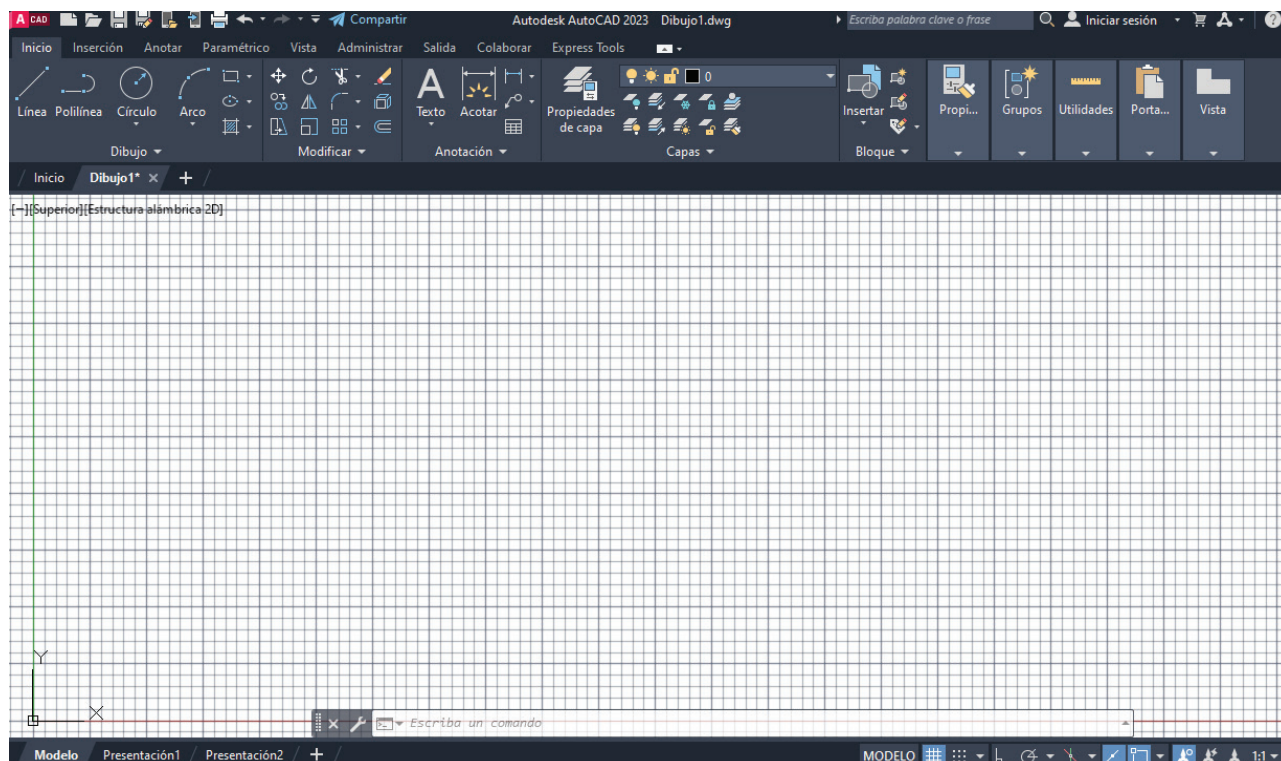 A CAD Compartir Autodesk AutoCAD 2023 Dibujo1.dwg Escriba palabra clave o frase Iniciar sesión ?
Inicio Inserción Anotar Paramétrico Vista Administrar Salida Colaborar Express Tools
0
Línea Polilínea Círculo Arco A Texto Acotar Propiedades de capa Insertar Propi... Grupos Utilidades Porta... Vista
Dibujo Modificar Anotación Capas Bloque
Inicio Dibujo1* × +
[−][Superior][Estructura alámbrica 2D]
Y
X
Escriba un comando
Modelo Presentación1 Presentación2 + MODELO 1:1